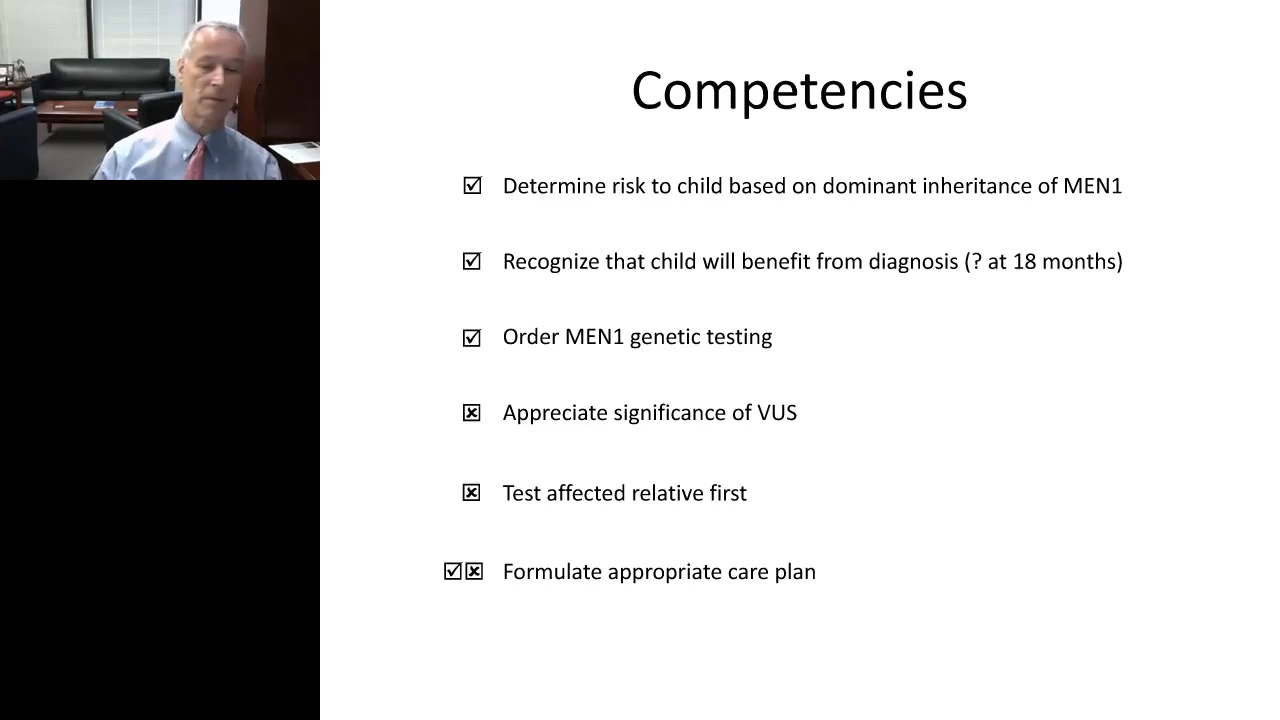 Competencies
☑ Determine risk to child based on dominant inheritance of MEN1
☑ Recognize that child will benefit from diagnosis (? at 18 months)
☑ Order MEN1 genetic testing
☒ Appreciate significance of VUS
☒ Test affected relative first
☑☒ Formulate appropriate care plan